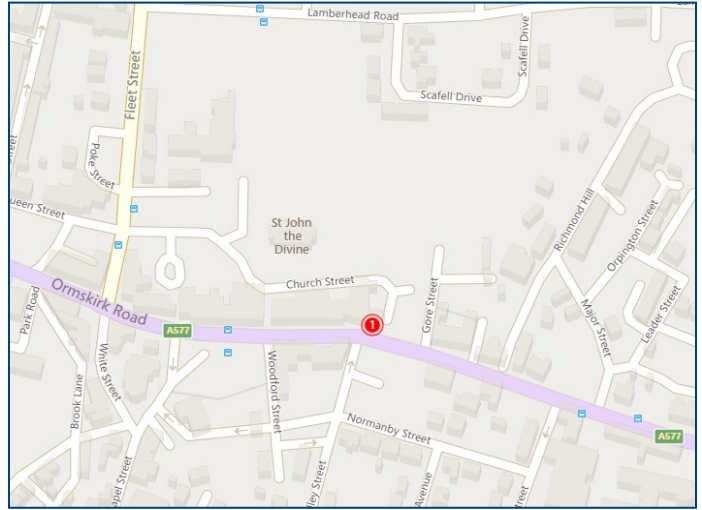 Lamberhead Road
Scafell Drive
Scafell Drive
Fleet Street
Poke Street
St John
the
Divine
Church Street
Richmond Hill
Orpington Street
Major Street
Leader Street
Gore Street
Ormskirk Road
Park Road
A577
1
White Street
Brook Lane
Woodford Street
Normanby Street
A577
Avenue
Street
Street
Street